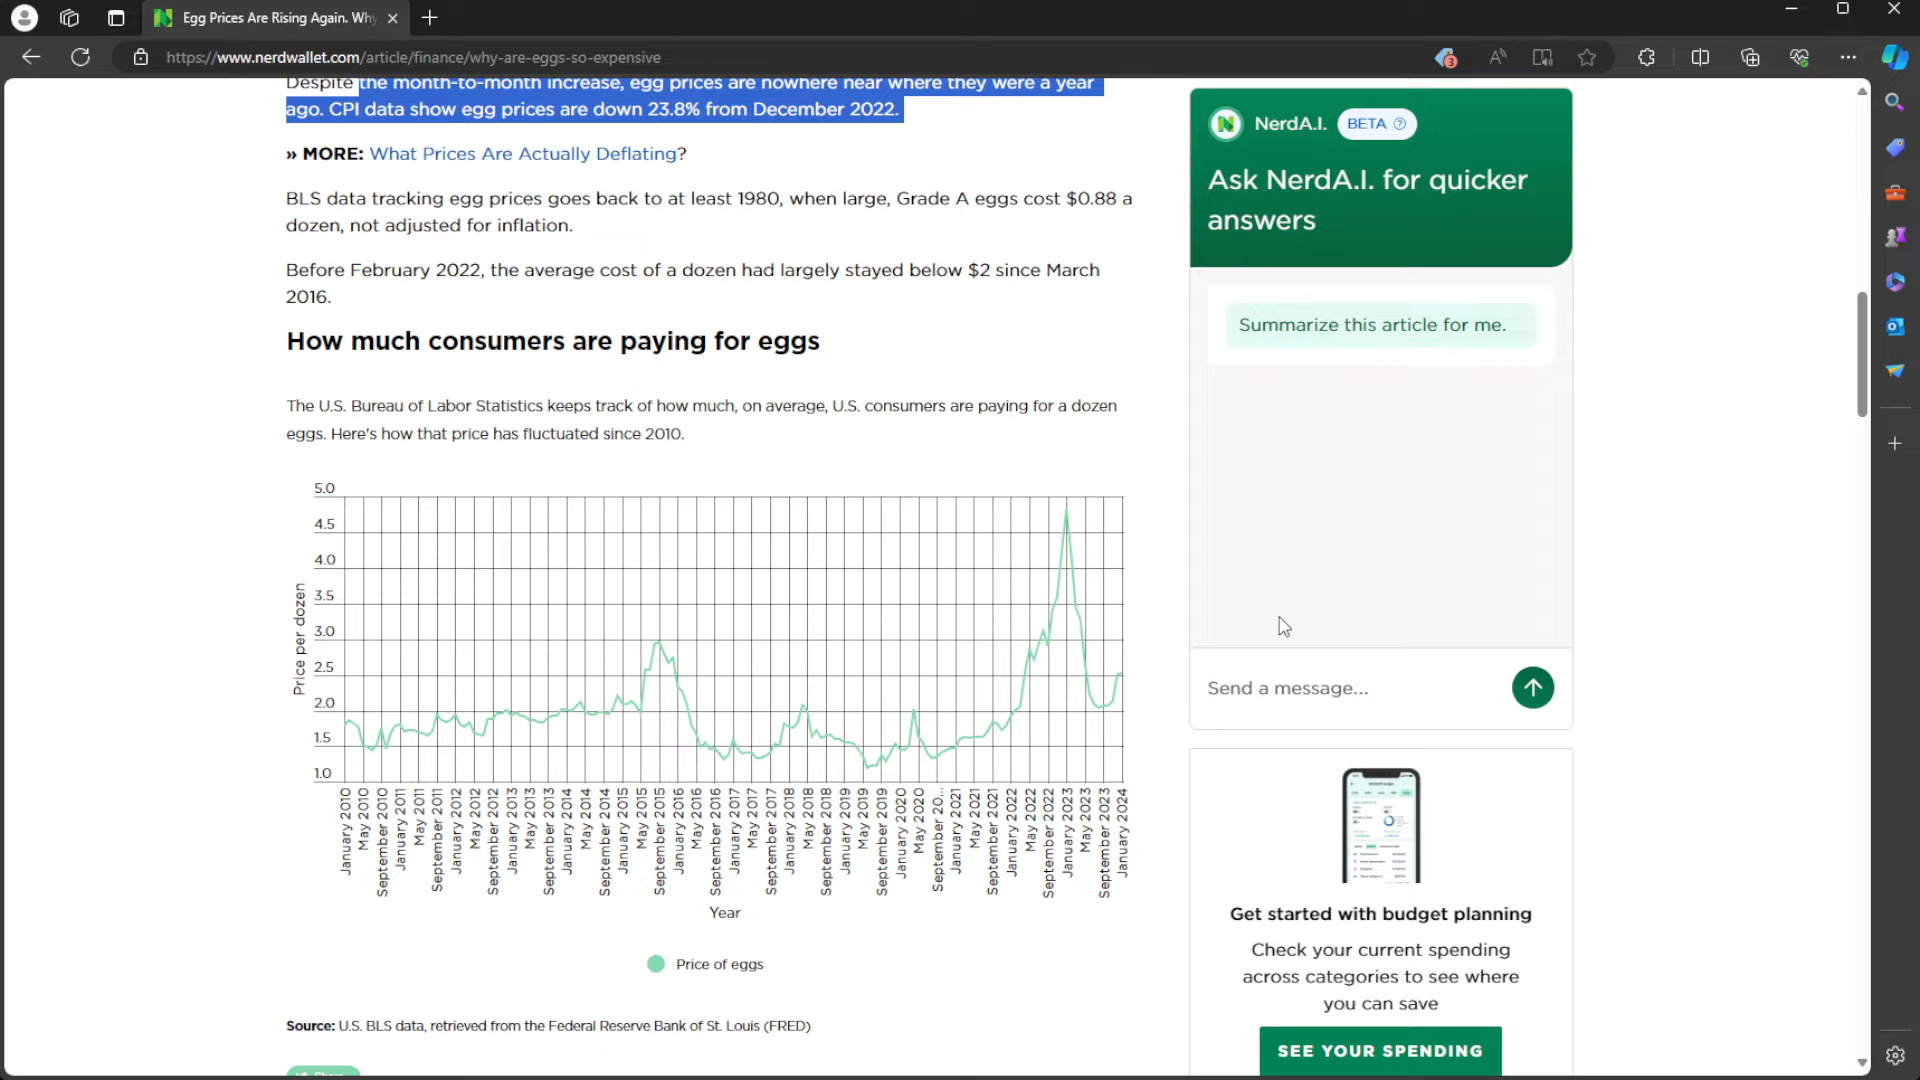 Egg Prices Are Rising Again. Why
https://www.nerdwallet.com/article/finance/why-are-eggs-so-expensive
3
Despite the month-to-month increase, egg prices are nowhere near where they were a year
ago. CPI data show egg prices are down 23.8% from December 2022.
» MORE: What Prices Are Actually Deflating?
BLS data tracking egg prices goes back to at least 1980, when large, Grade A eggs cost $0.88 a
dozen, not adjusted for inflation.
Before February 2022, the average cost of a dozen had largely stayed below $2 since March
2016.
How much consumers are paying for eggs
The U.S. Bureau of Labor Statistics keeps track of how much, on average, U.S. consumers are paying for a dozen
eggs. Here's how that price has fluctuated since 2010.
Price per dozen
5.0
4.5
4.0
3.5
3.0
2.5
2.0
1.5
1.0
January 2010
May 2010
September 2010
January 2011
May 2011
September 2011
January 2012
May 2012
September 2012
January 2013
May 2013
September 2013
January 2014
May 2014
September 2014
January 2015
May 2015
September 2015
January 2016
May 2016
September 2016
January 2017
May 2017
September 2017
January 2018
May 2018
September 2018
January 2019
May 2019
September 2019
January 2020
May 2020
September 20...
January 2021
May 2021
September 2021
January 2022
May 2022
September 2022
January 2023
May 2023
September 2023
January 2024
Year
Price of eggs
Source: U.S. BLS data, retrieved from the Federal Reserve Bank of St. Louis (FRED)
NerdA.I. BETA ?
Ask NerdA.I. for quicker
answers
Summarize this article for me.
Send a message...
Get started with budget planning
Check your current spending
across categories to see where
you can save
SEE YOUR SPENDING